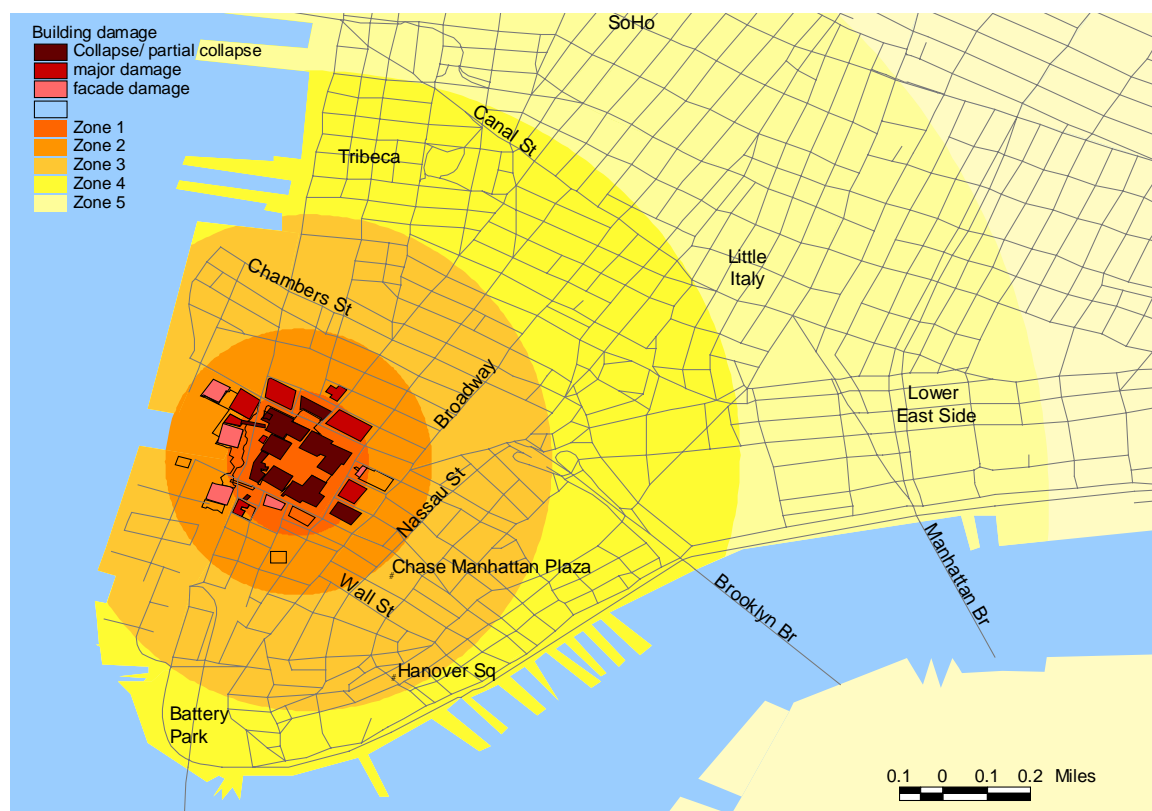 Building damage
Collapse/ partial collapse
major damage
facade damage
Zone 1
Zone 2
Zone 3
Zone 4
Zone 5
SoHo
Canal St
Tribeca
Little
Italy
Chambers St
Broadway
Lower
East Side
Nassau St
Chase Manhattan Plaza
Wall St
Manhattan Br
Brooklyn Br
Hanover Sq
Battery
Park
0.1 0 0.1 0.2 Miles